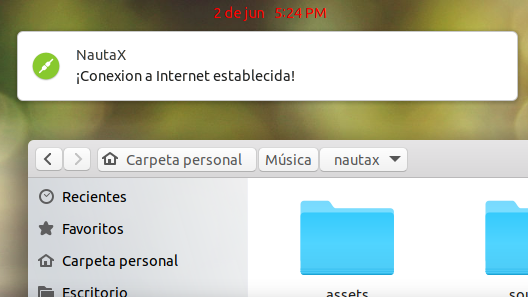 2 de jun 5:24 PM
NautaX
¡Conexion a Internet establecida!
Carpeta personal Música nautax
Recientes
Favoritos
Carpeta personal
Escritorio
assets